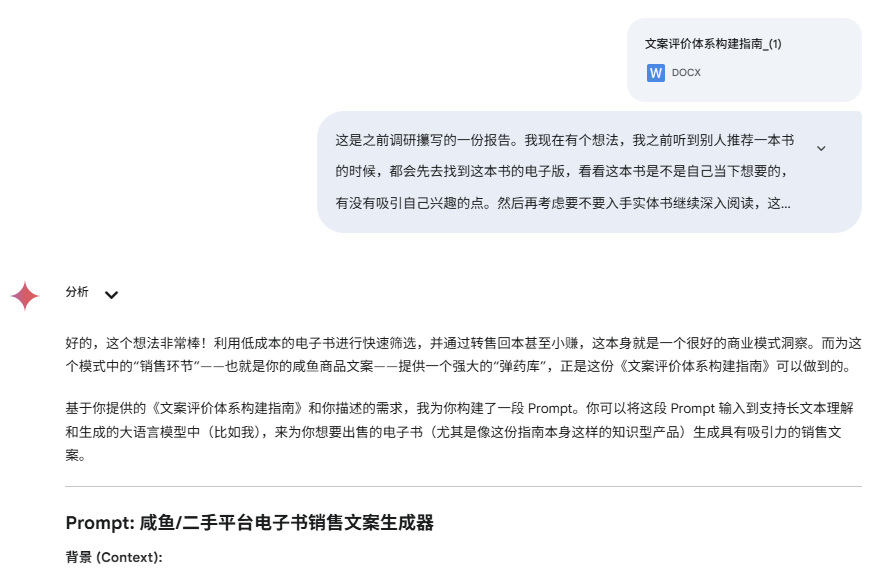 文案评价体系构建指南_(1)
W DOCX
这是之前调研攥写的一份报告。我现在有个想法，我之前听到别人推荐一本书
的时候，都会先去找到这本书的电子版，看看这本书是不是自己当下想要的，
有没有吸引自己兴趣的点。然后再考虑要不要入手实体书继续深入阅读，这...
分析
好的，这个想法非常棒！利用低成本的电子书进行快速筛选，并通过转售回本甚至小赚，这本身就是一个很好的商业模式洞察。而为这
个模式中的“销售环节”——也就是你的咸鱼商品文案——提供一个强大的“弹药库”，正是这份《文案评价体系构建指南》可以做到的。
基于你提供的《文案评价体系构建指南》和你描述的需求，我为你构建了一段 Prompt。你可以将这段 Prompt 输入到支持长文本理解
和生成的大语言模型中（比如我），来为你想要出售的电子书（尤其是像这份指南本身这样的知识型产品）生成具有吸引力的销售文
案。
Prompt: 咸鱼/二手平台电子书销售文案生成器
背景 (Context):